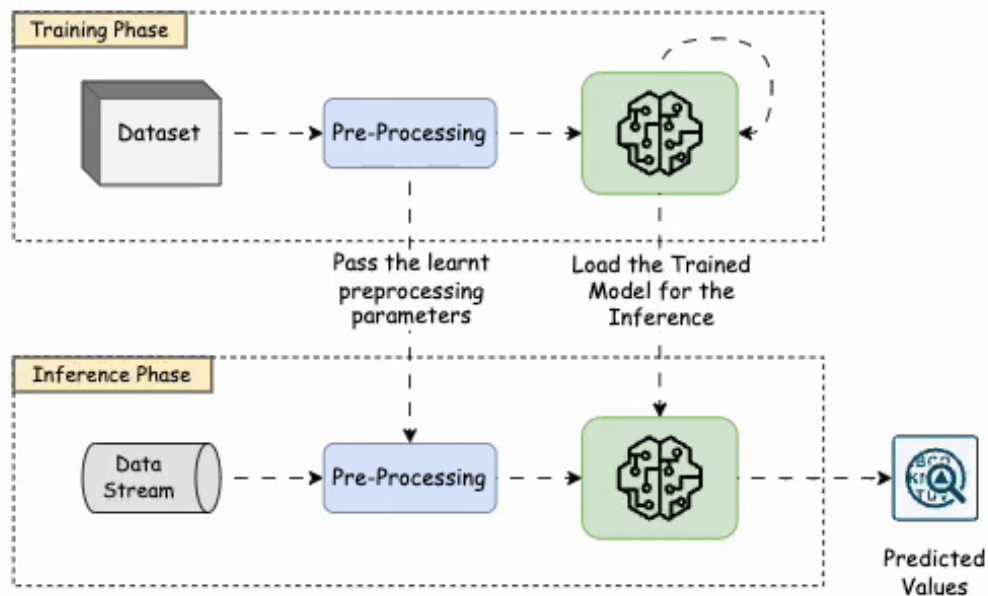 Training Phase
Dataset
Pre-Processing
Pass the learnt
preprocessing
parameters
Load the Trained
Model for the
Inference
Inference Phase
Data
Stream
Pre-Processing
Predicted
Values